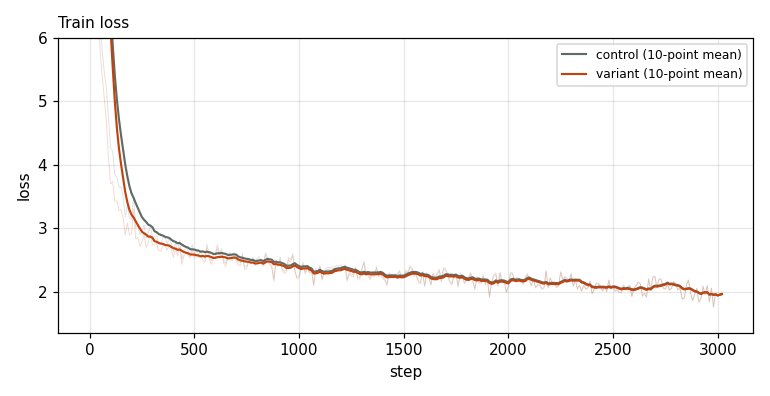 Train loss
control (10-point mean)
variant (10-point mean)
6
5
4
3
2
loss
0
500
1000
1500
2000
2500
3000
step